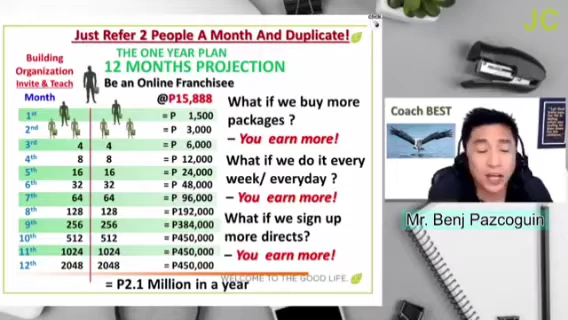 JC
Just Refer 2 People A Month And Duplicate!
THE ONE YEAR PLAN
12 MONTHS PROJECTION
Be an Online Franchisee
Building
Organization
Invite & Teach
Month
@P15,888
1st = P 1,500
2nd = P 3,000
3rd 4 4 = P 6,000
4th 8 8 = P 12,000
5th 16 16 = P 24,000
6th 32 32 = P 48,000
7th 64 64 = P 96,000
8th 128 128 = P192,000
9th 256 256 = P384,000
10th 512 512 = P450,000
11th 1024 1024 = P450,000
12th 2048 2048 = P450,000
= P2.1 Million in a year
What if we buy more
packages ?
– You earn more!
What if we do it every
week/ everyday ?
– You earn more!
What if we sign up
more directs?
– You earn more!
WELCOME TO THE GOOD LIFE.
Coach BEST
Mr. Benj Pazcoguin